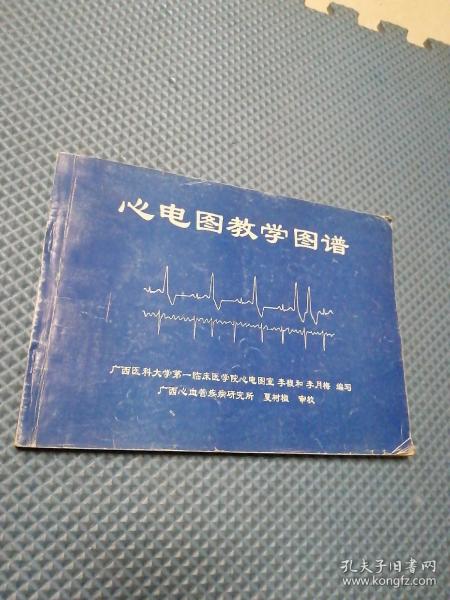 心电图教学图谱
广西医科大学第一临床医学院心电图室 李馥和 李月梅 编写
广西心血管疾病研究所 夏树楹 审校
孔夫子旧书网
www.kongfz.com